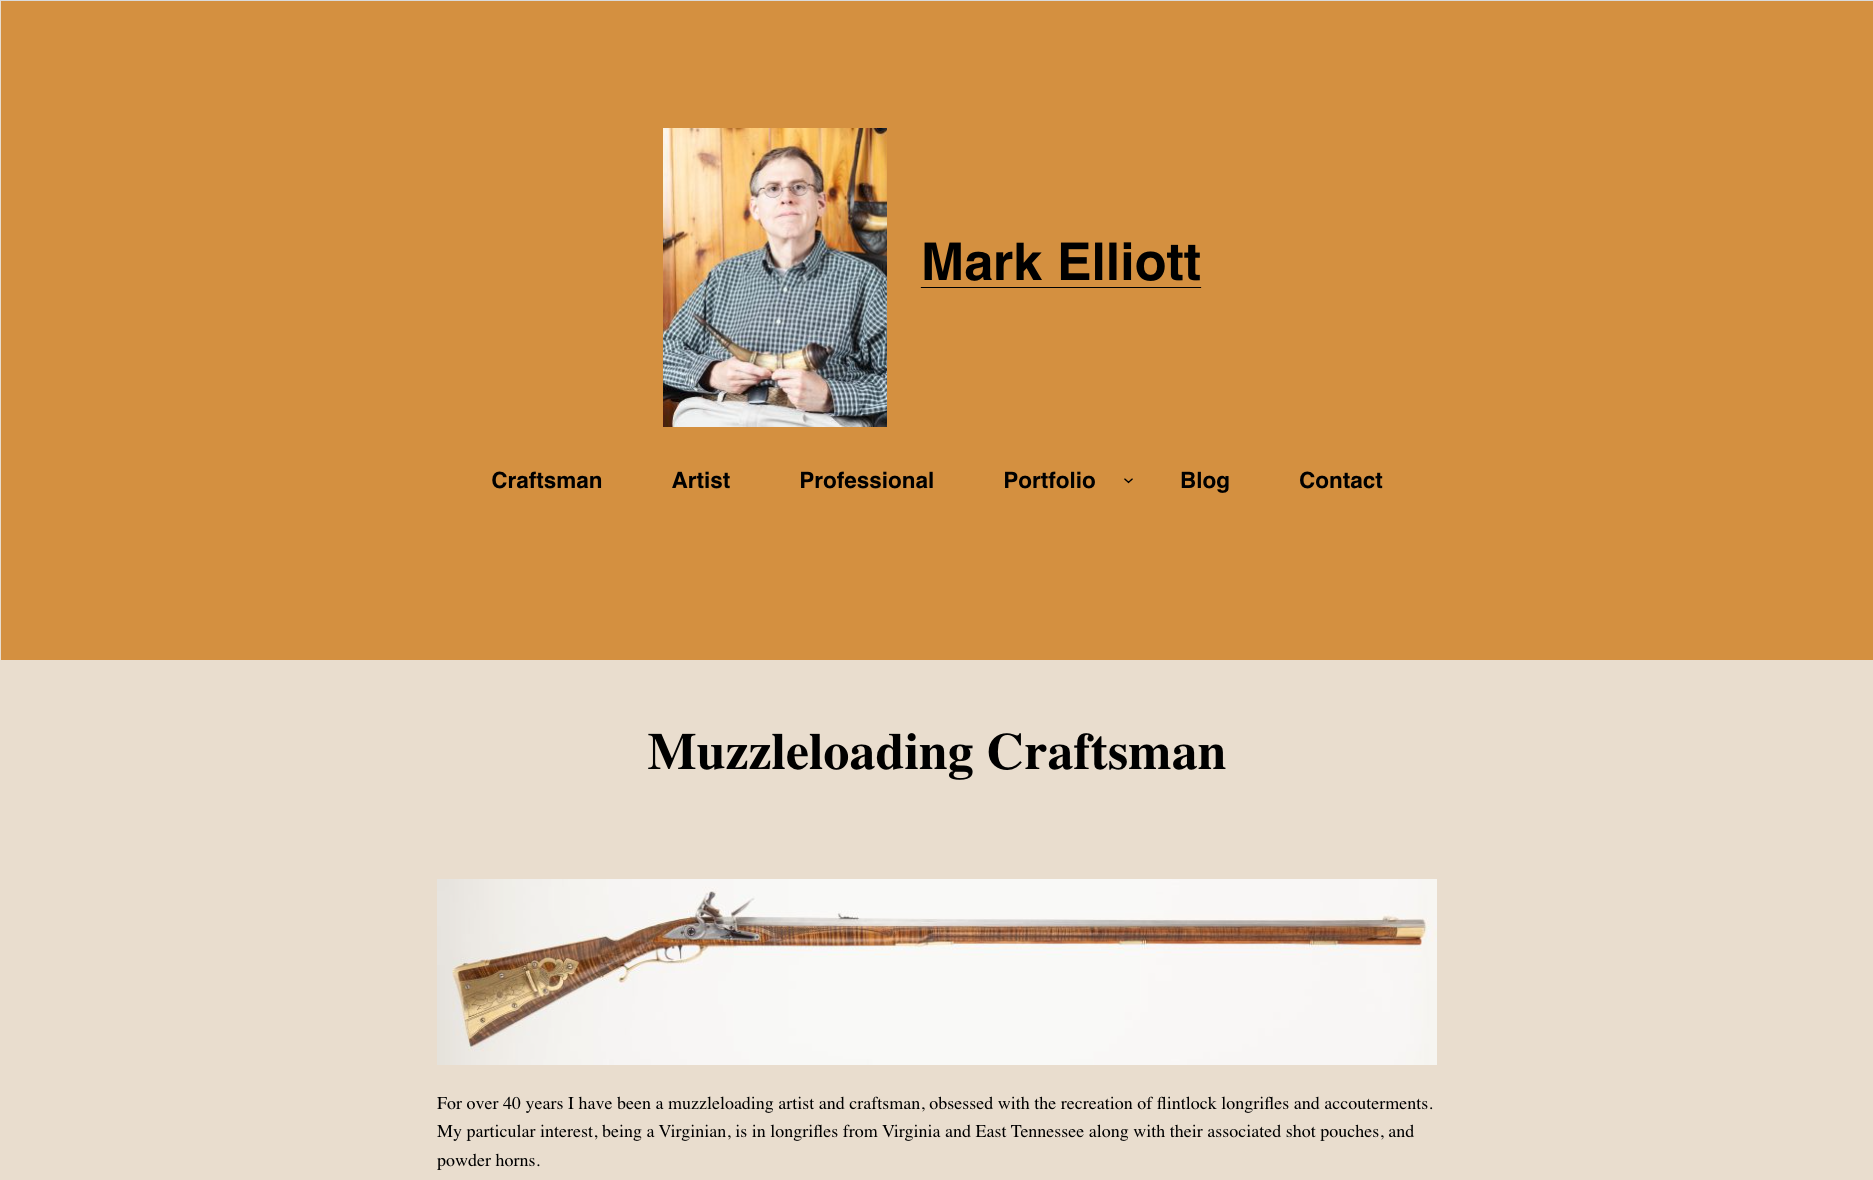 Mark Elliott
Craftsman Artist Professional Portfolio Blog Contact
Muzzleloading Craftsman
For over 40 years I have been a muzzleloading artist and craftsman, obsessed with the recreation of flintlock longrifles and accouterments.
My particular interest, being a Virginian, is in longrifles from Virginia and East Tennessee along with their associated shot pouches, and
powder horns.